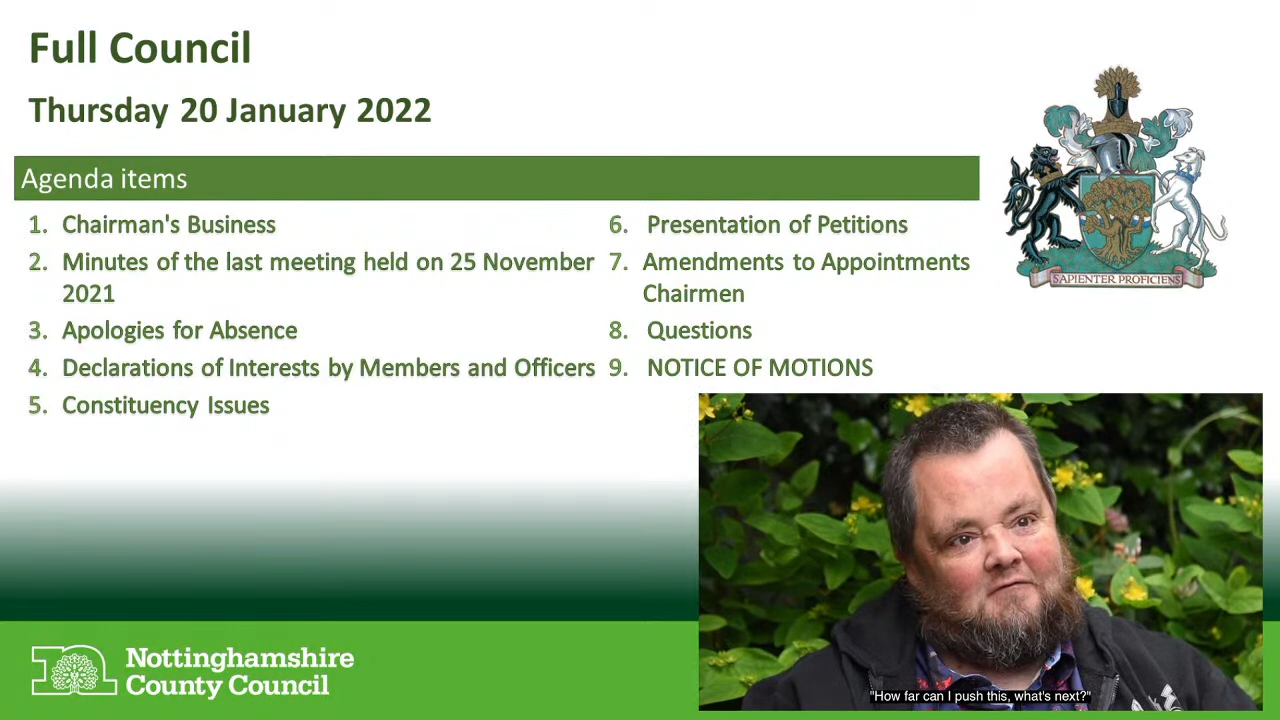 Full Council
Thursday 20 January 2022
Agenda items
1. Chairman's Business
2. Minutes of the last meeting held on 25 November
2021
3. Apologies for Absence
4. Declarations of Interests by Members and Officers
5. Constituency Issues
6. Presentation of Petitions
7. Amendments to Appointments
Chairmen
8. Questions
9. NOTICE OF MOTIONS
SAPIENTER PROFICIENS
"How far can I push this, what's next?"
Nottinghamshire
County Council